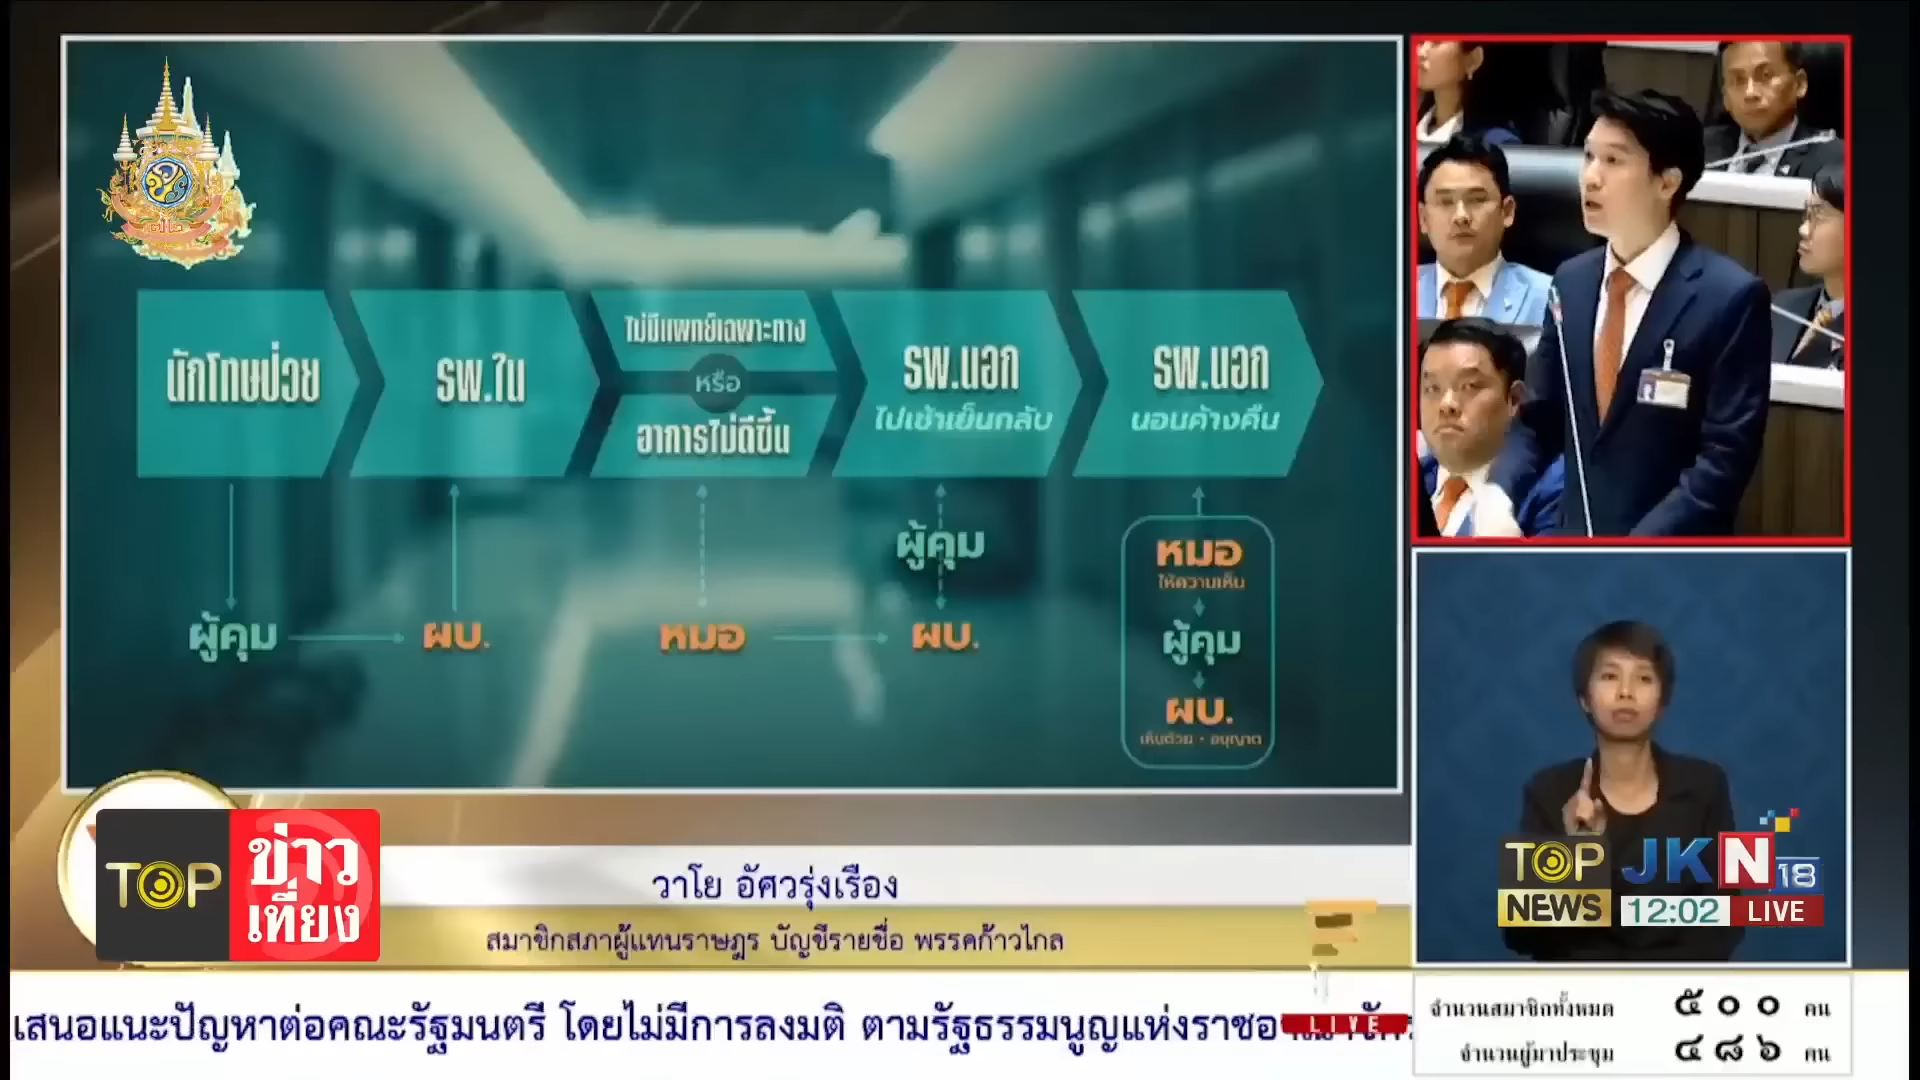 นักโทษป่วย
รพ.ใน
ไม่มีแพทย์เฉพาะทาง
หรือ
อาการไม่ดีขึ้น
รพ.นอก
ไปเช้าเย็นกลับ
รพ.นอก
นอนค้างคืน
ผู้คุม
ผบ.
หมอ
ผู้คุม
ผบ.
หมอ
ให้ความเห็น
ผู้คุม
ผบ.
เห็นด้วย • อนุญาต
TOP ข่าวเที่ยง
วาโย อัศวรุ่งเรือง
สมาชิกสภาผู้แทนราษฎร บัญชีรายชื่อ พรรคก้าวไกล
TOP NEWS
JKN 18
12:02 LIVE
เสนอแนะปัญหาต่อคณะรัฐมนตรี โดยไม่มีการลงมติ ตามรัฐธรรมนูญแห่งราชอ
LIVE
จำนวนสมาชิกทั้งหมด ๕๐๐ คน
จำนวนผู้มาประชุม ๔๘๖ คน